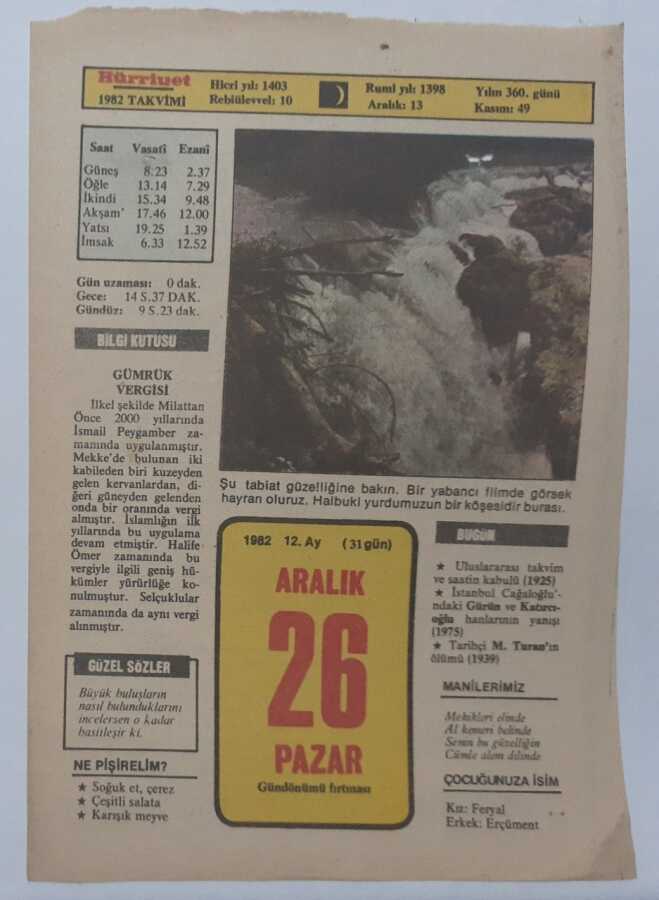 Hürriyet
1982 TAKVİMİ
Hicri yıl: 1403
Rebiülevvel: 10
Rumî yıl: 1398
Aralık: 13
Yılın 360. günü
Kasım: 49
Saat Vasatî Ezanî
Güneş 8.23 2.37
Öğle 13.14 7.29
İkindi 15.34 9.48
Akşam 17.46 12.00
Yatsı 19.25 1.39
İmsak 6.33 12.52
Gün uzaması: 0 dak.
Gece: 14 S.37 DAK.
Gündüz: 9 S.23 dak.
BİLGİ KUTUSU
GÜMRÜK
VERGİSİ
İlkel şekilde Milattan
Önce 2000 yıllarında
İsmail Peygamber za-
manında uygulanmıştır.
Mekke'de bulunan iki
kabileden biri kuzeyden
gelen kervanlardan, di-
ğeri güneyden gelenden
onda bir oranında vergi
almıştır. İslamlığın ilk
yıllarında bu uygulama
devam etmiştir. Halife
Ömer zamanında bu
vergiyle ilgili geniş hü-
kümler yürürlüğe ko-
nulmuştur. Selçuklular
zamanında da aynı vergi
alınmıştır.
GÜZEL SÖZLER
Büyük buluşların
nasıl bulunduklarını
incelersen o kadar
basitleşir ki.
NE PİŞİRELİM?
★ Soğuk et, çerez
★ Çeşitli salata
★ Karışık meyve
Şu tabiat güzelliğine bakın. Bir yabancı filmde görsek
hayran oluruz. Halbuki yurdumuzun bir köşesidir burası.
1982 12. Ay (31 gün)
ARALIK
26
PAZAR
Gündönümü fırtınası
BUGÜN
★ Uluslararası takvim
ve saatin kabulü (1925)
★ İstanbul Cağaloğlu'-
ndaki Gürün ve Katırcı-
oğlu hanlarının yanışı
(1975)
★ Tarihçi M. Turan'ın
ölümü (1939)
MANİLERİMİZ
Mehikleri elinde
Al kemeri belinde
Senin bu güzelliğin
Cümle alem dilinde
ÇOCUĞUNUZA İSİM
Kız: Feryal
Erkek: Erçüment